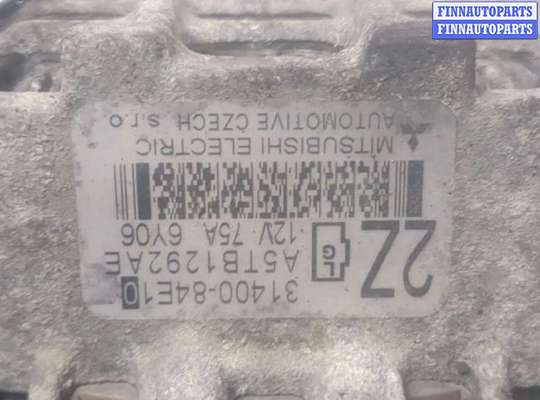 FINNAUTOPARTS
FINNAUTOPARTS
31400-84E10
A5TB1292AE
12V 75A 6Y06
2Z
L
G
MITSUBISHI ELECTRIC
AUTOMOTIVE CZECH s.r.o.